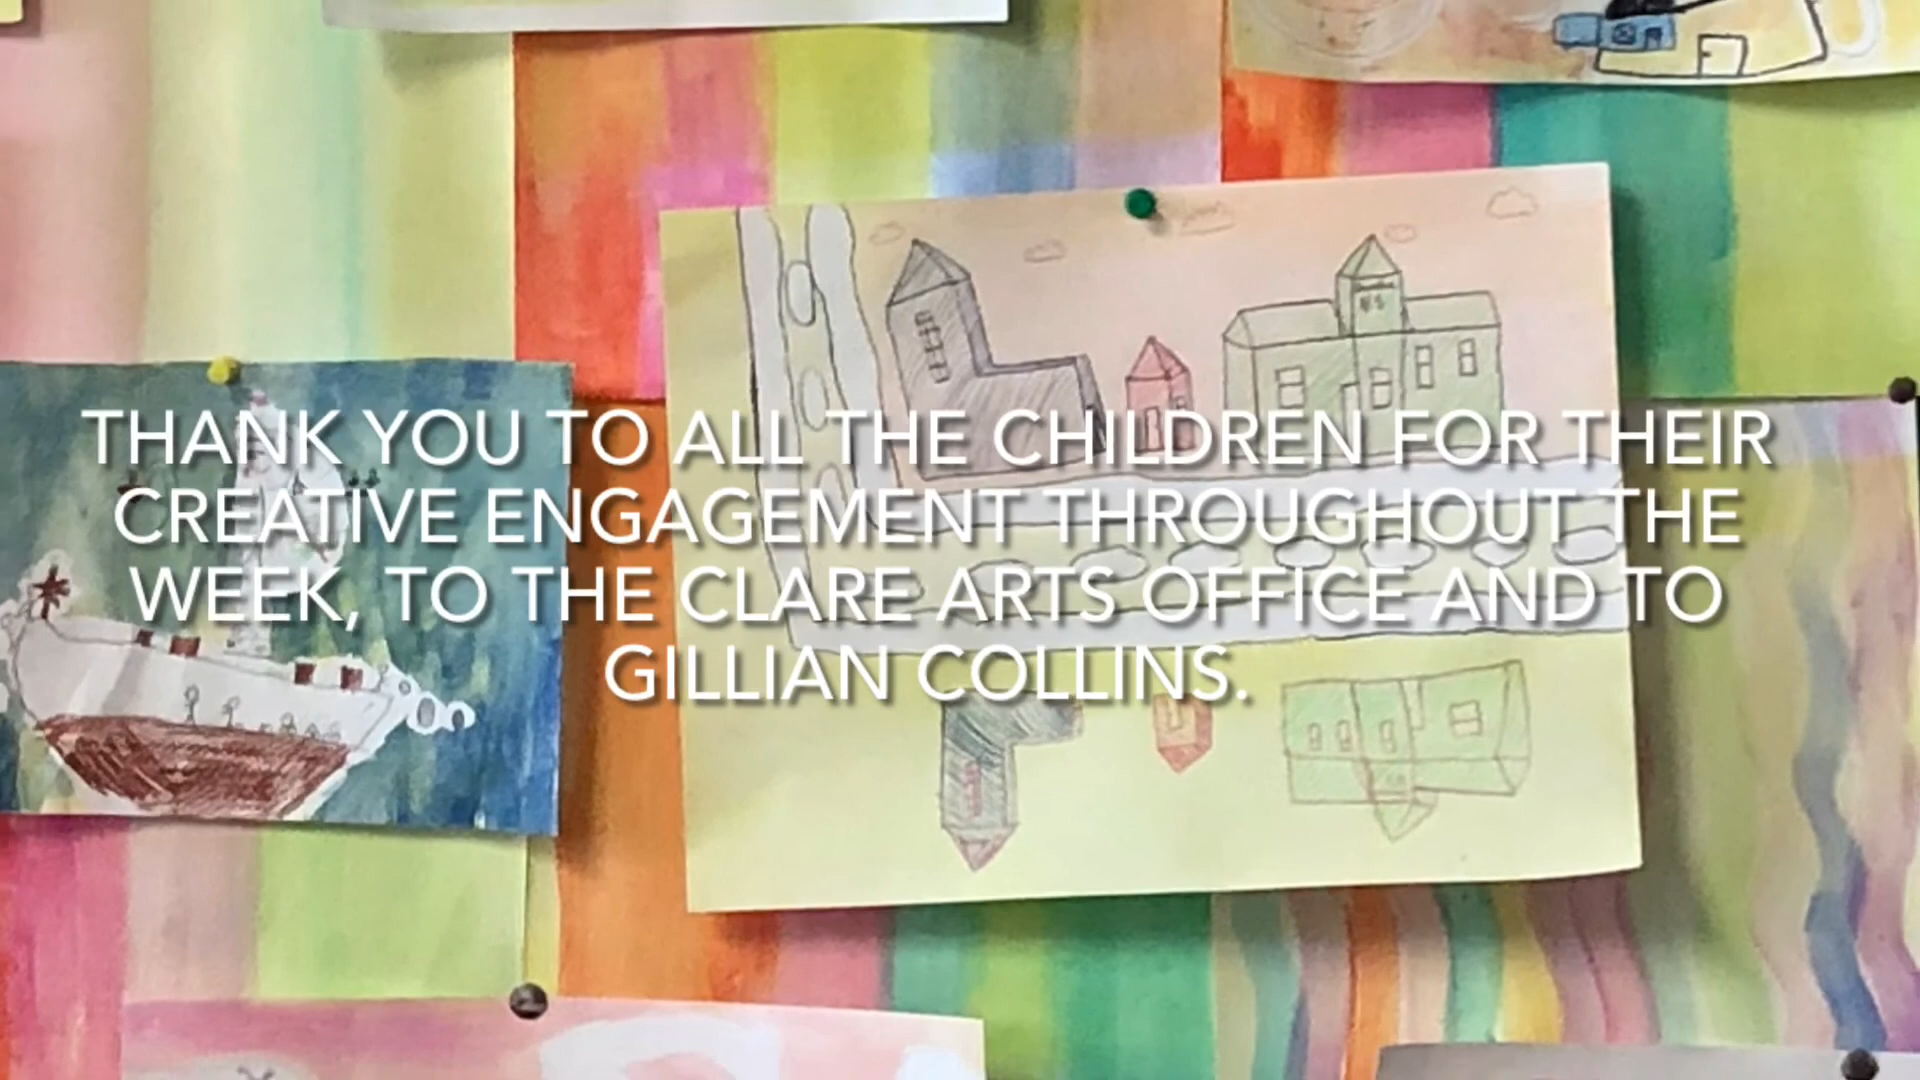 THANK YOU TO ALL THE CHILDREN FOR THEIR
CREATIVE ENGAGEMENT THROUGHOUT THE
WEEK, TO THE CLARE ARTS OFFICE AND TO
GILLIAN COLLINS.